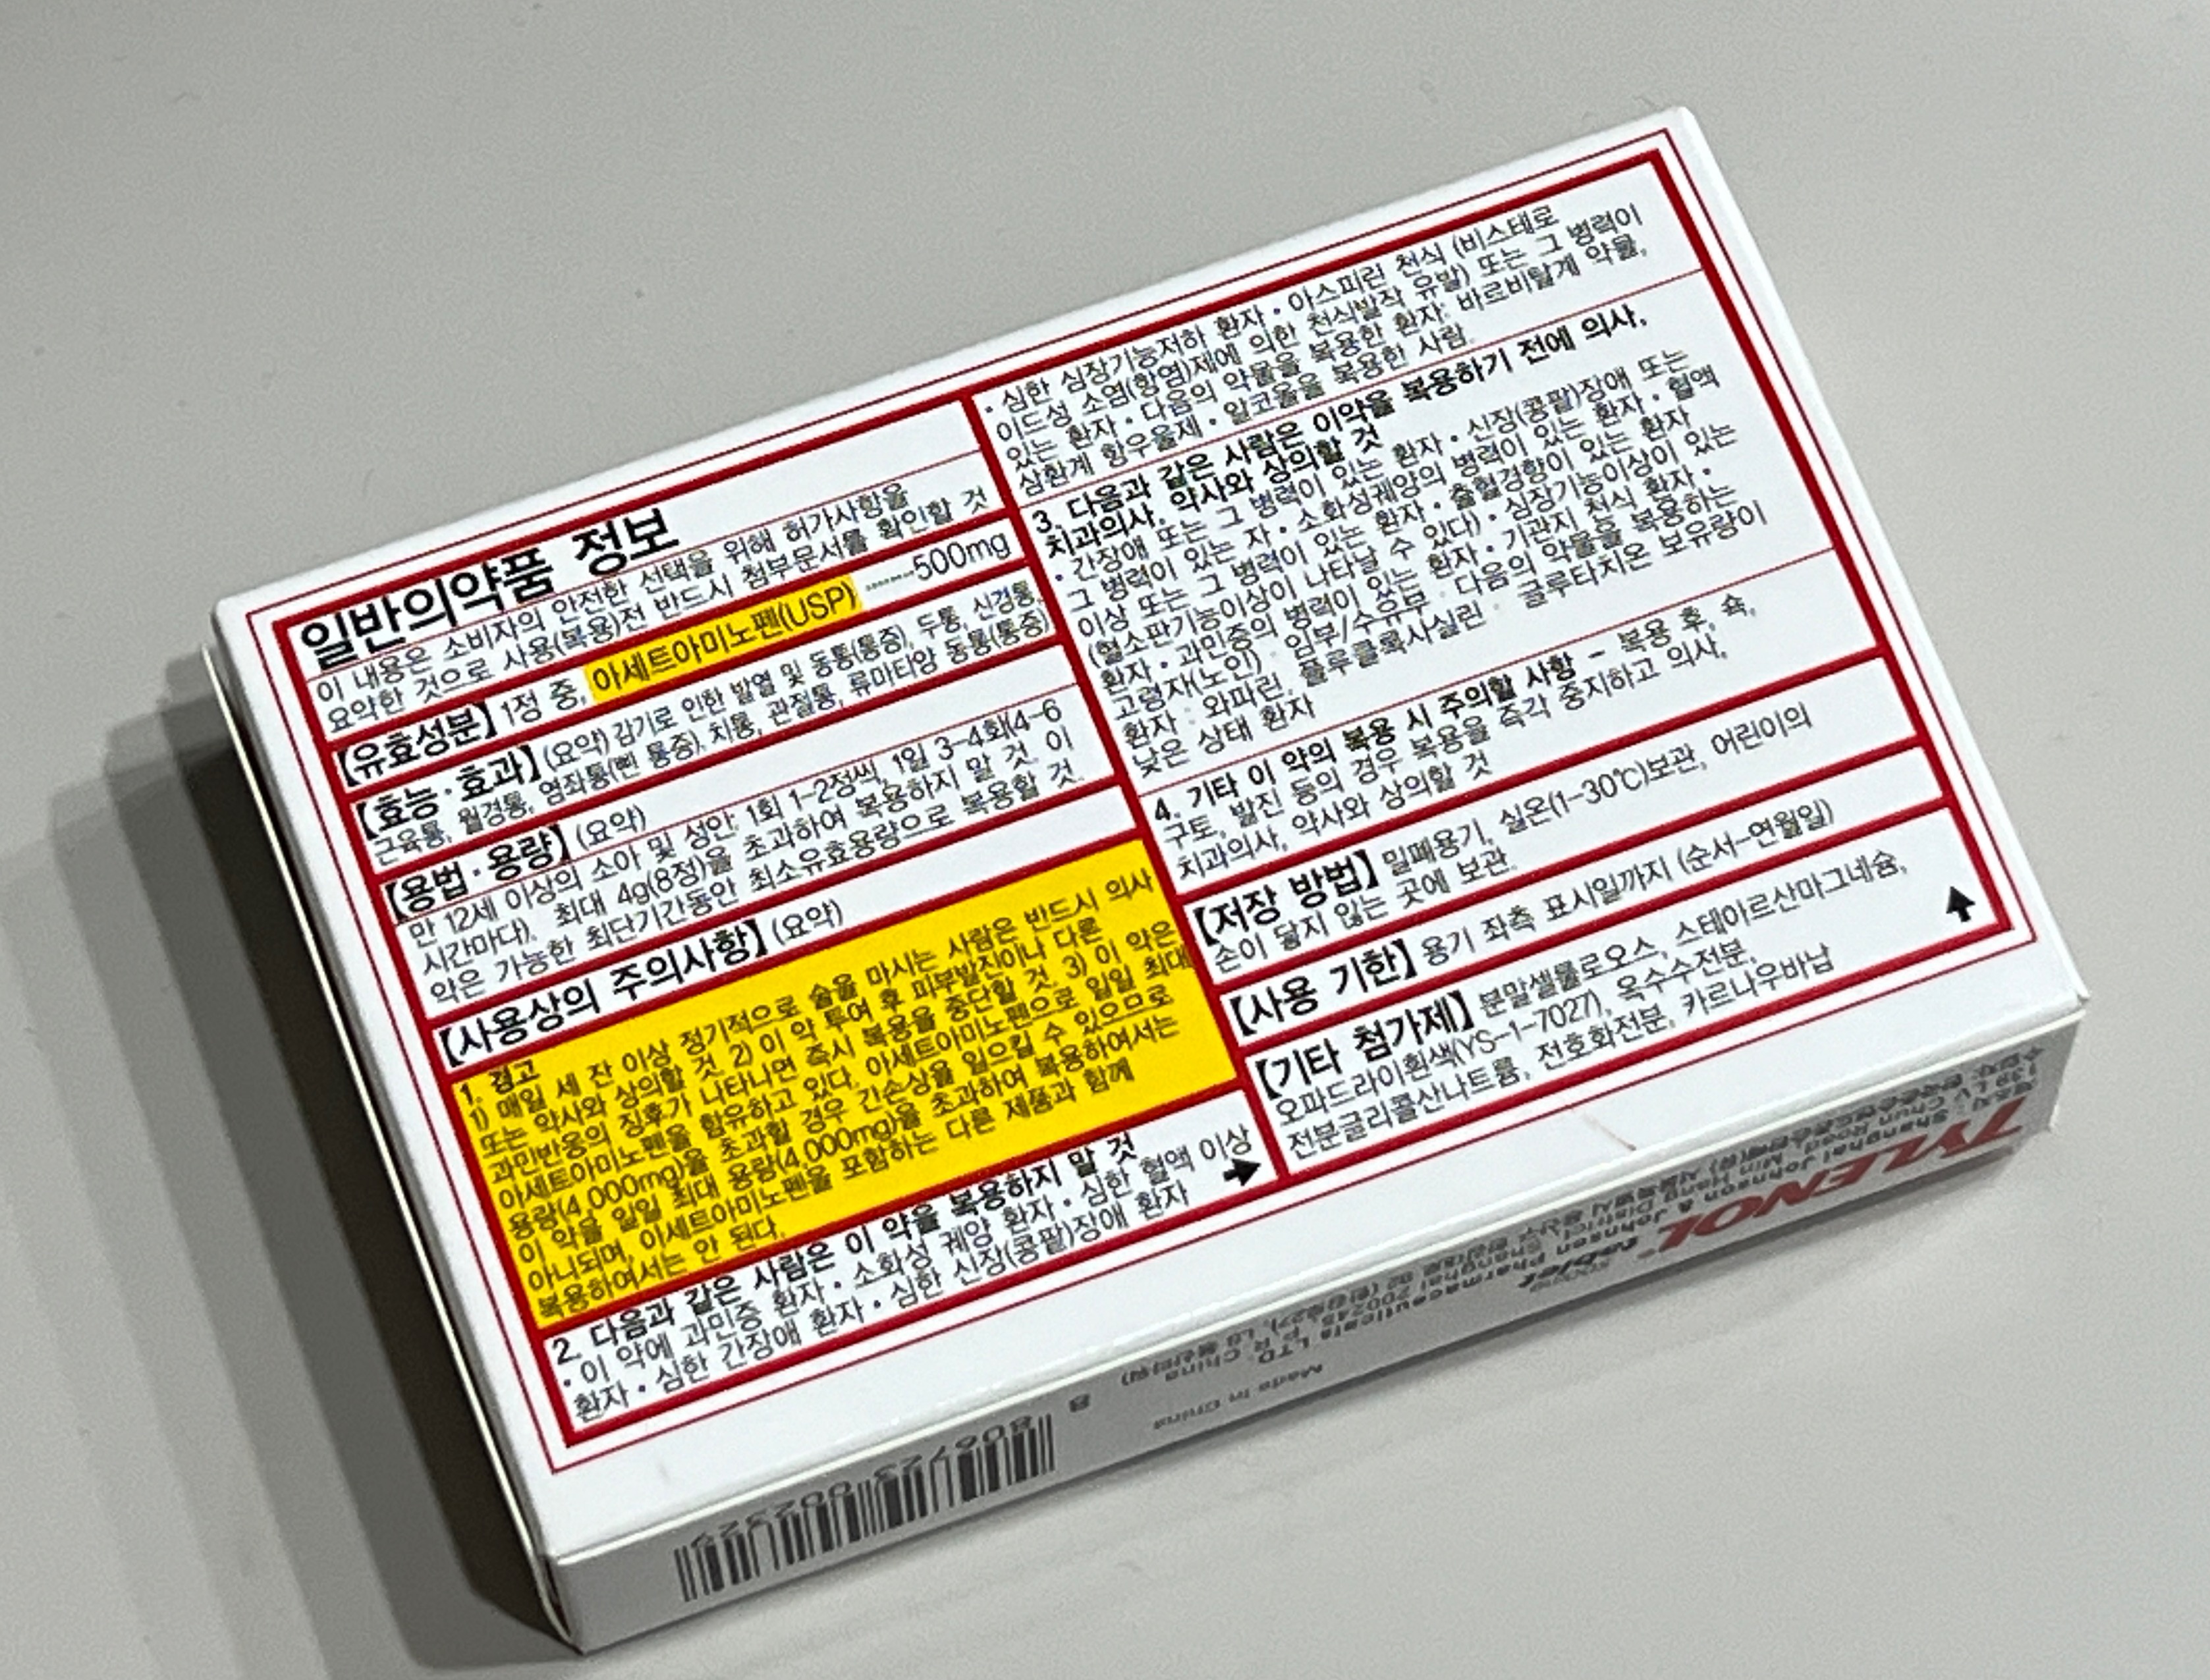 일반의약품 정보
이 내용은 소비자의 안전한 선택을 위해 허가사항을
요약한 것으로 사용(복용)전 반드시 첨부문서를 확인할 것
【유효성분】 1정 중, 아세트아미노펜(USP) 500mg
【효능·효과】 (요약) 감기로 인한 발열 및 동통(통증), 두통, 신경통,
근육통, 월경통, 염좌통(삔 통증), 치통, 관절통, 류마티양 동통(통증)
【용법·용량】 (요약)
만 12세 이상의 소아 및 성인: 1회 1-2정씩, 1일 3-4회(4-6
시간마다). 최대 4g(8정)을 초과하여 복용하지 말 것. 이
약은 가능한 최단기간동안 최소유효용량으로 복용할 것.
【사용상의 주의사항】 (요약)
1. 경고
1) 매일 세 잔 이상 정기적으로 술을 마시는 사람은 반드시 의사
또는 약사와 상의할 것. 2) 이 약 투여 후 피부발진이나 다른
과민반응의 징후가 나타나면 즉시 복용을 중단할 것. 3) 이 약은
아세트아미노펜을 함유하고 있다. 아세트아미노펜으로 일일 최대
용량(4,000mg)을 초과할 경우 간손상을 일으킬 수 있으므로
이 약을 일일 최대 용량(4,000mg)을 초과하여 복용하여서는
아니되며, 아세트아미노펜을 포함하는 다른 제품과 함께
복용하여서는 안 된다.
2. 다음과 같은 사람은 이 약을 복용하지 말 것
• 이 약에 과민증 환자 • 소화성 궤양 환자 • 심한 혈액 이상
환자 • 심한 간장애 환자 • 심한 신장(콩팥)장애 환자
• 심한 심장기능저하 환자 • 아스피린 천식 (비스테로
이드성 소염(항염)제에 의한 천식발작 유발) 또는 그 병력이
있는 환자 • 다음의 약물을 복용한 환자: 바르비탈계 약물,
삼환계 항우울제 • 알코올을 복용한 사람.
3. 다음과 같은 사람은 이약을 복용하기 전에 의사,
치과의사, 약사와 상의할 것
• 간장애 또는 그 병력이 있는 환자 • 신장(콩팥)장애 또는
그 병력이 있는 자 • 소화성궤양의 병력이 있는 환자 • 혈액
이상 또는 그 병력이 있는 환자 • 출혈경향이 있는 환자
(혈소판기능이상이 나타날 수 있다) • 심장기능이상이 있는
환자 • 과민증의 병력이 있는 환자 • 기관지 천식 환자 •
고령자(노인) • 임부/수유부 • 다음의 약물을 복용하는
환자 : 와파린, 플루클록사실린 • 글루타치온 보유량이
낮은 상태 환자
4. 기타 이 약의 복용 시 주의할 사항 - 복용 후, 쇽,
구토, 발진 등의 경우 복용을 즉각 중지하고 의사,
치과의사, 약사와 상의할 것
【저장 방법】 밀폐용기, 실온(1-30℃)보관, 어린이의
손이 닿지 않는 곳에 보관.
【사용 기한】 용기 좌측 표시일까지 (순서-연월일)
【기타 첨가제】 분말셀룰로오스, 스테아르산마그네슘,
오파드라이흰색(YS-1-7027), 옥수수전분,
전분글리콜산나트륨, 전호화전분, 카르나우바납
TYLENOL
Tablet
Shanghai Johnson & Johnson Pharmaceuticals LTD.
Made in China